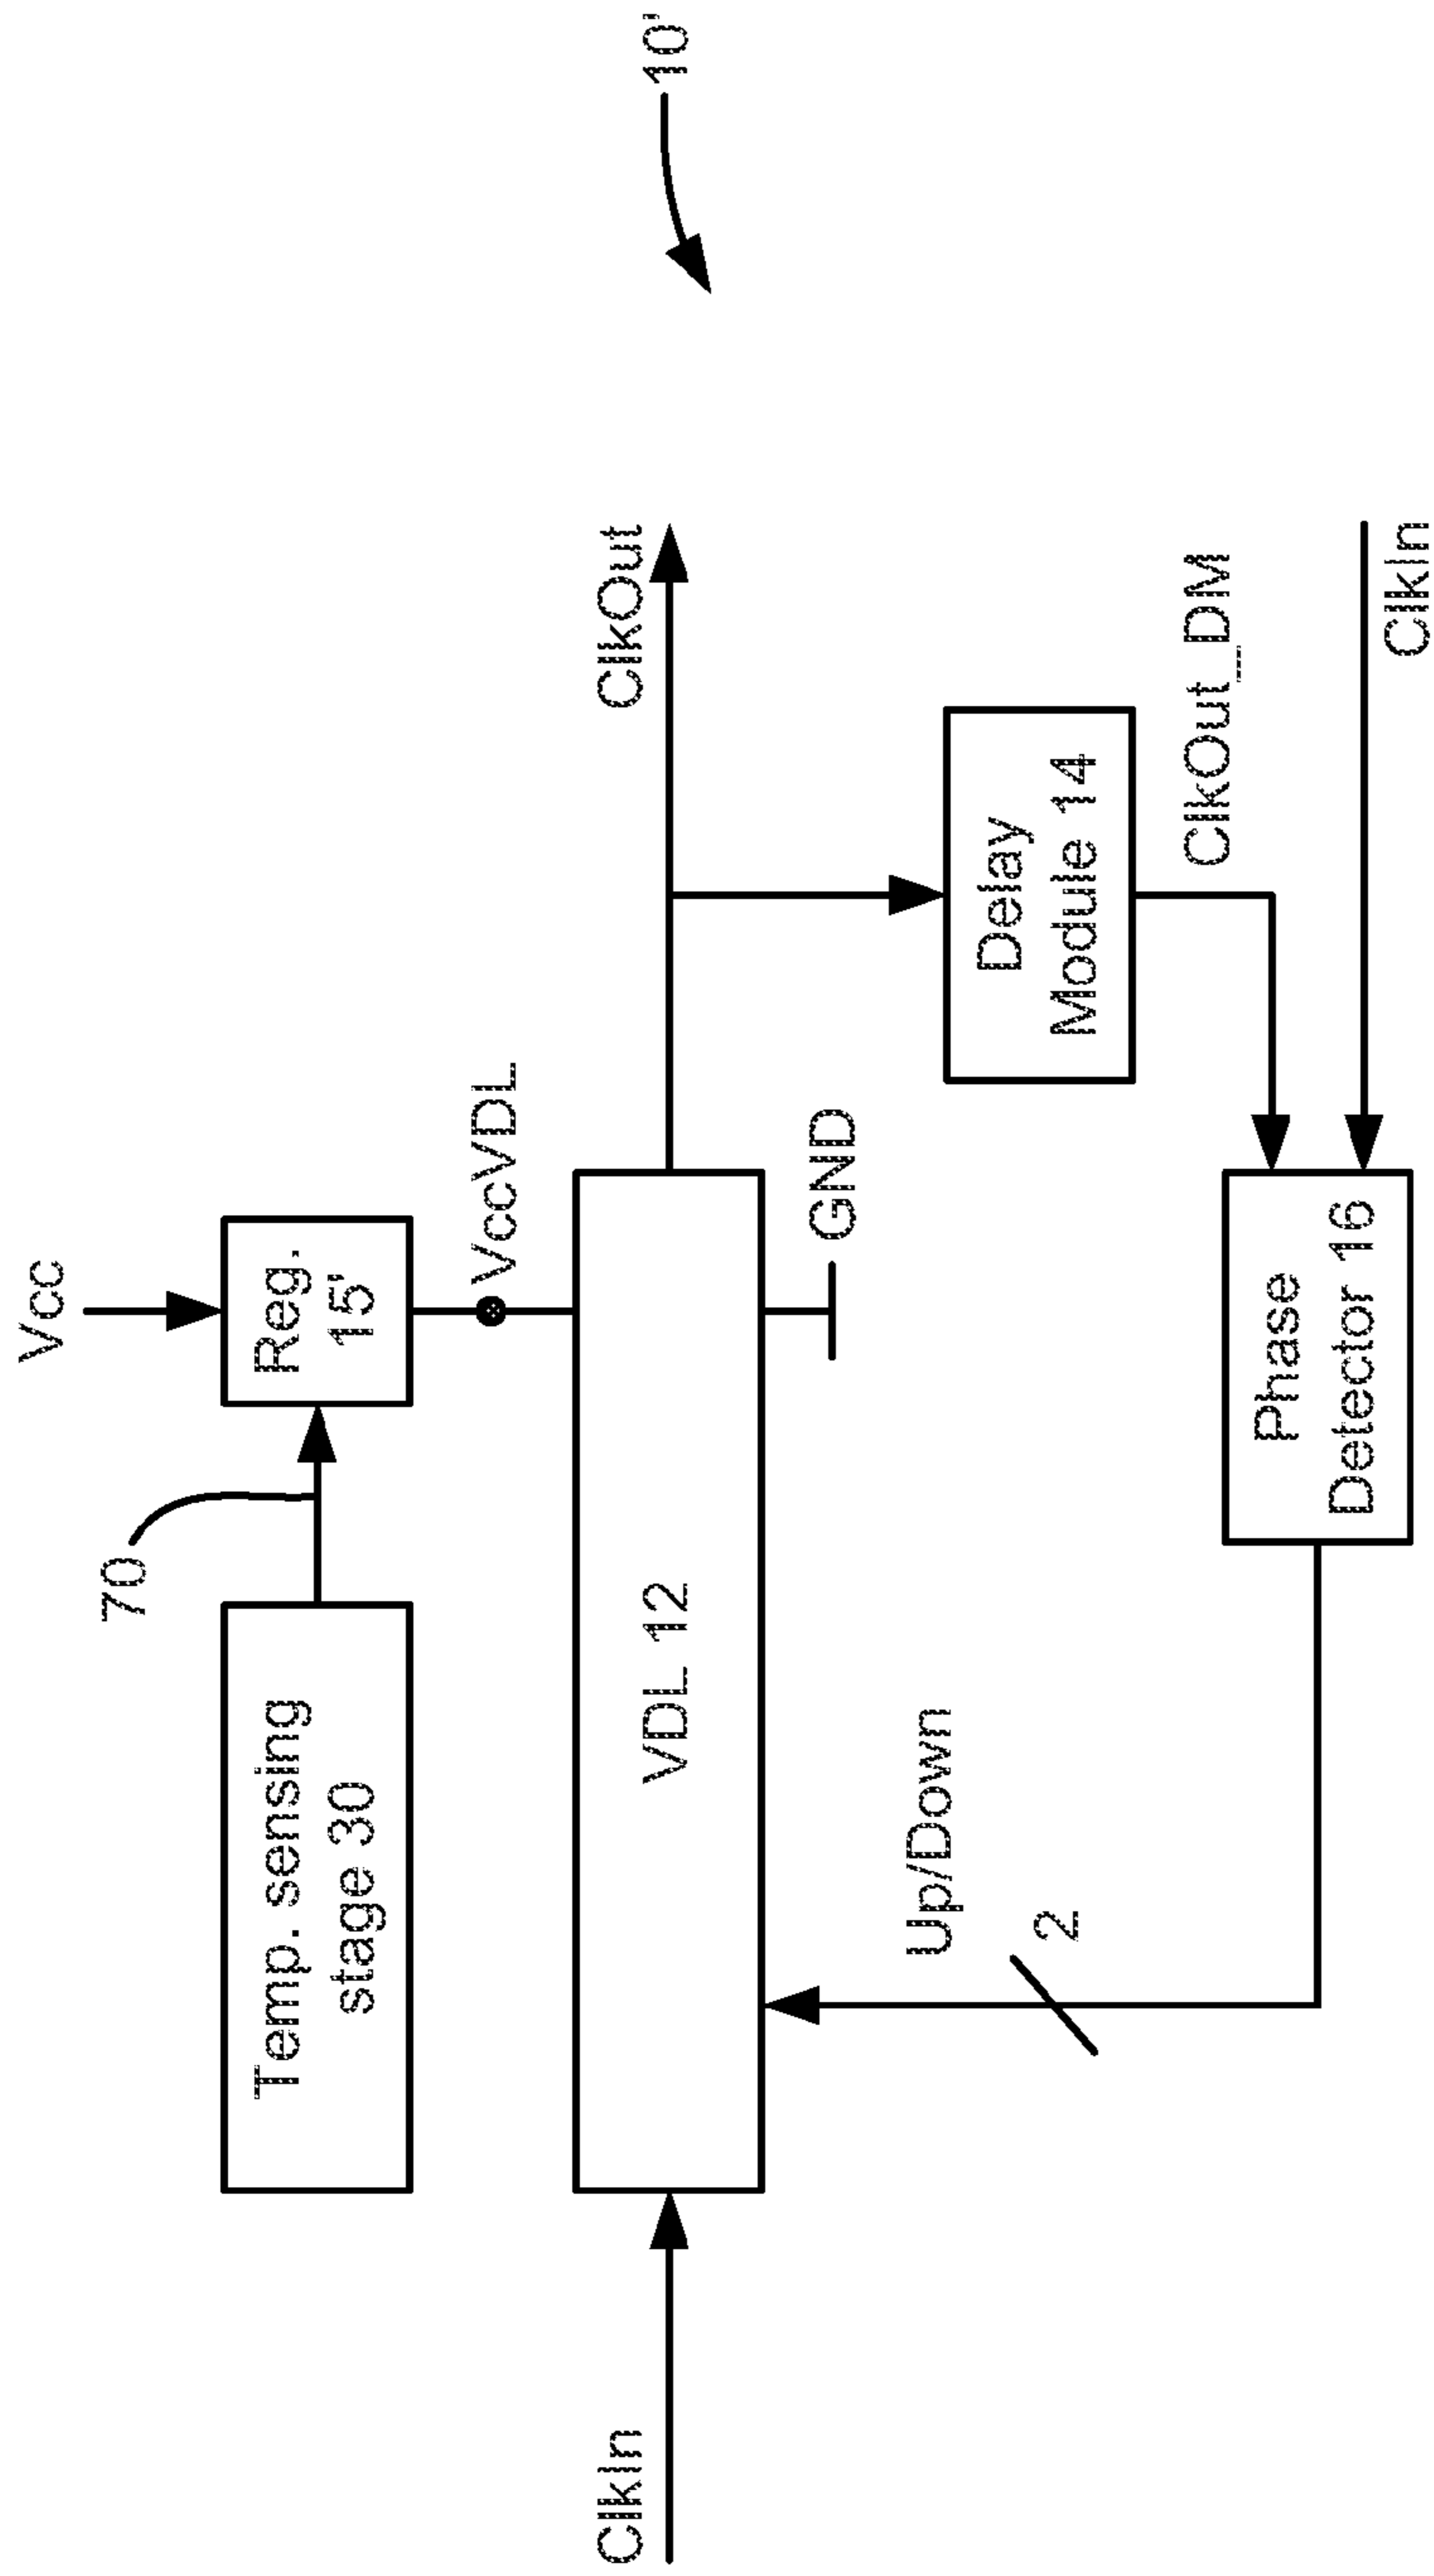 Vcc
10'
70
Temp. sensing
stage 30
Reg.
15'
VccVDL
ClkIn
VDL 12
ClkOut
GND
Up/Down
2
Delay
Module 14
ClkOut_DM
Phase
Detector 16
ClkIn